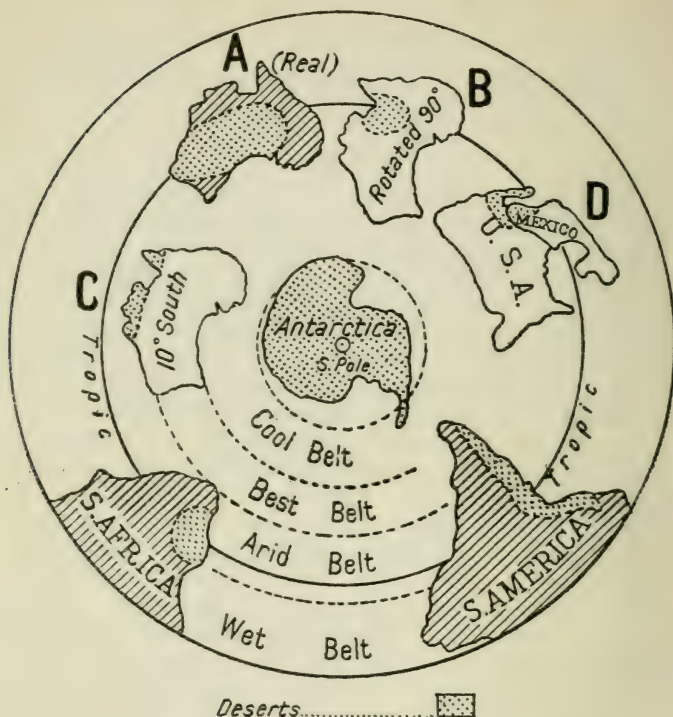 A
(Real)
B
Rotated 90°
D
MEXICO
U.S.A.
C
10° South
Antarctica
S. Pole
Tropic
Tropic
Cool Belt
Best Belt
Arid Belt
Wet Belt
S. AFRICA
S. AMERICA
Deserts